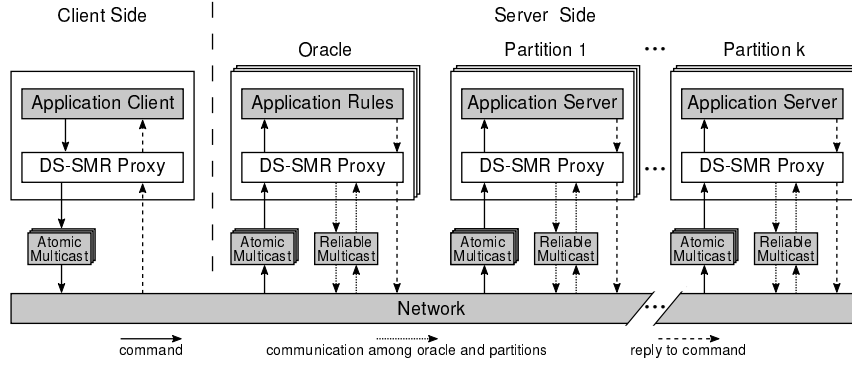 Client Side
Server Side
Oracle
Partition 1
•••
Partition k
Application Client
Application Rules
Application Server
Application Server
DS-SMR Proxy
DS-SMR Proxy
DS-SMR Proxy
•••
DS-SMR Proxy
Atomic
Multicast
Atomic
Multicast
Reliable
Multicast
Atomic
Multicast
Reliable
Multicast
Atomic
Multicast
Reliable
Multicast
Network
•••
command
communication among oracle and partitions
reply to command